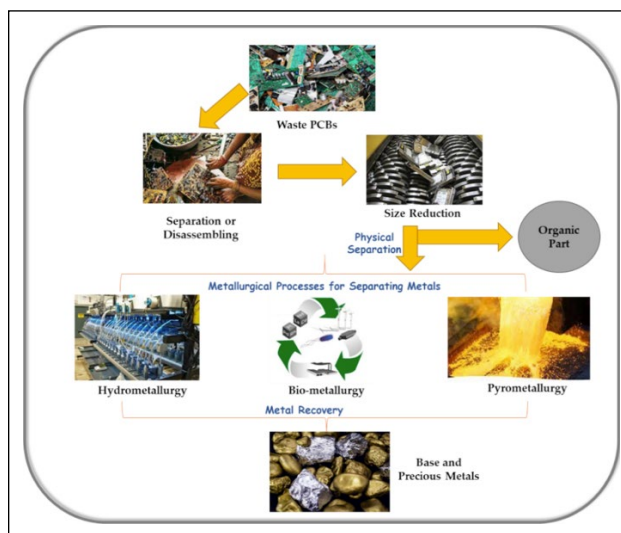 Waste PCBs
Separation or
Disassembling
Size Reduction
Physical
Separation
Organic
Part
Metallurgical Processes for Separating Metals
Hydrometallurgy
Bio-metallurgy
Pyrometallurgy
Metal Recovery
Base and
Precious Metals